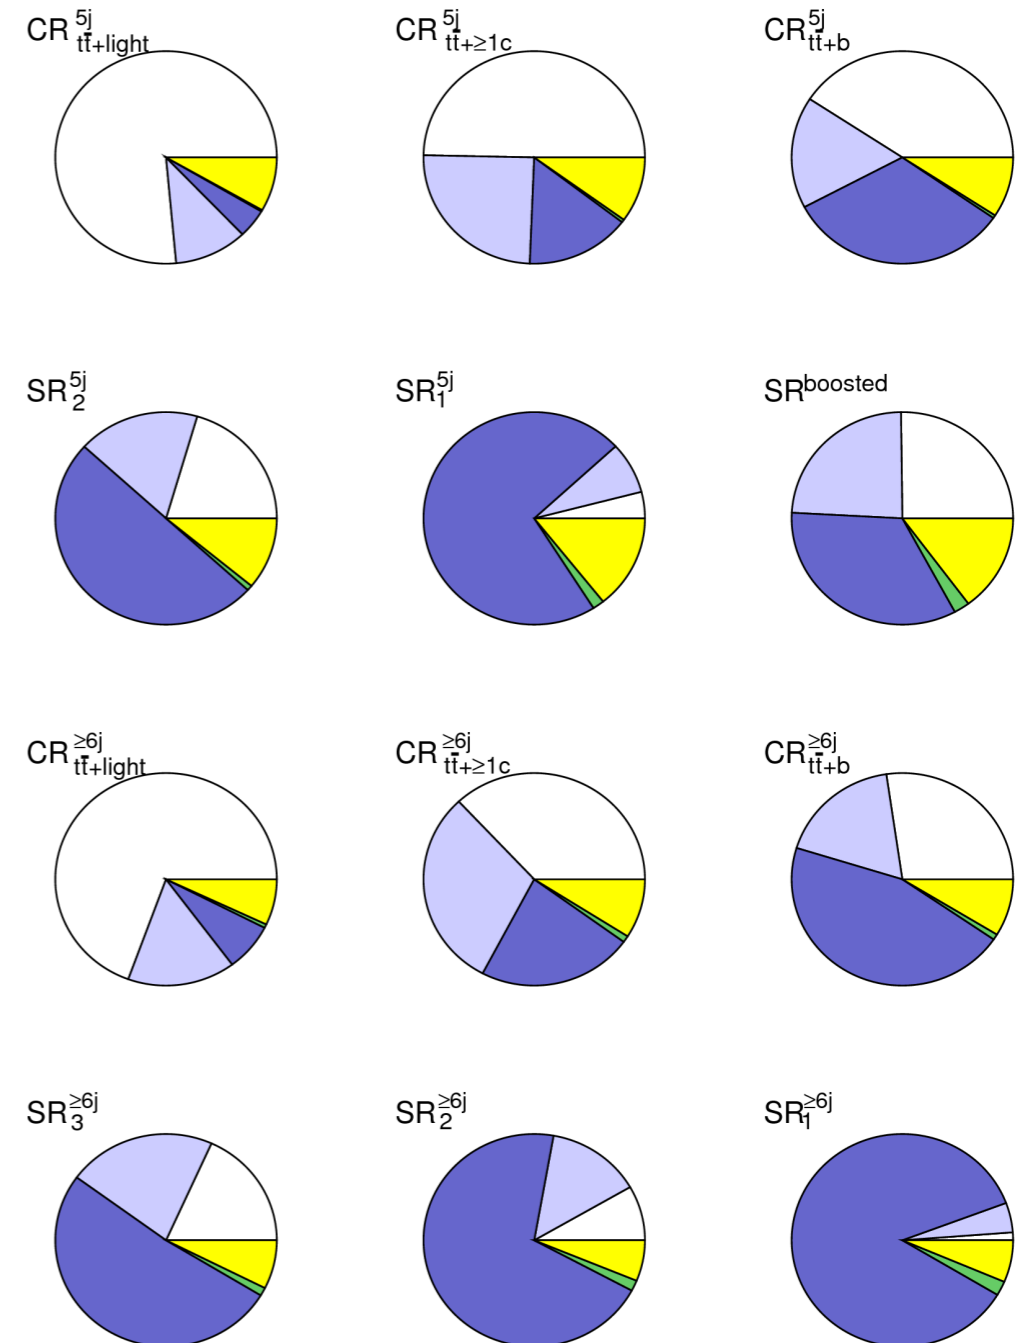 CR 5j tt̄+light
CR 5j tt̄+≥1c
CR 5j tt̄+b
SR 5j 2
SR 5j 1
SR boosted
CR ≥6j tt̄+light
CR ≥6j tt̄+≥1c
CR ≥6j tt̄+b
SR ≥6j 3
SR ≥6j 2
SR ≥6j 1